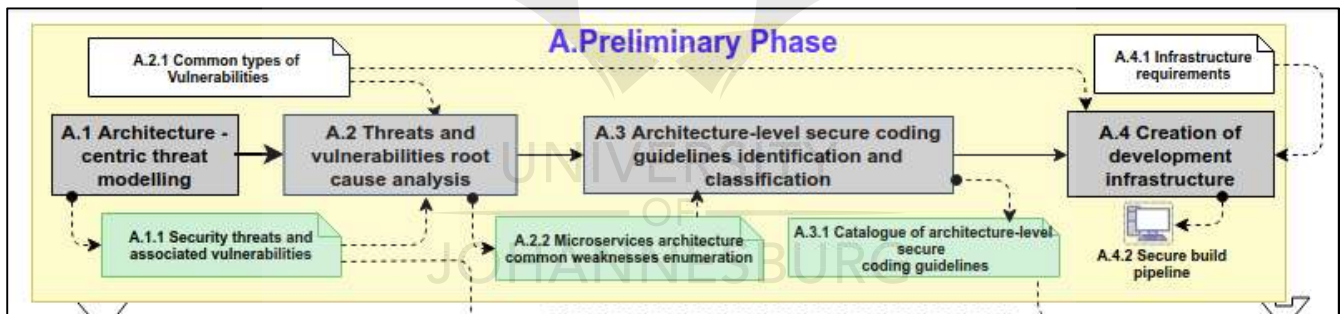 A.Preliminary Phase
A.2.1 Common types of
Vulnerabilities
A.4.1 Infrastructure
requirements
A.1 Architecture -
centric threat
modelling
A.2 Threats and
vulnerabilities root
cause analysis
A.3 Architecture-level secure coding
guidelines identification and
classification
A.4 Creation of
development
infrastructure
UNIVERSITY
OF
JOHANNESBURG
A.1.1 Security threats and
associated vulnerabilities
A.2.2 Microservices architecture
common weaknesses enumeration
A.3.1 Catalogue of architecture-level
secure
coding guidelines
A.4.2 Secure build
pipeline